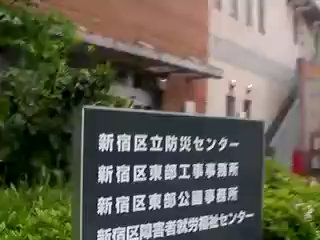 新宿区立防災センター
新宿区東部工事事務所
新宿区東部公園事務所
新宿区障害者就労福祉センター